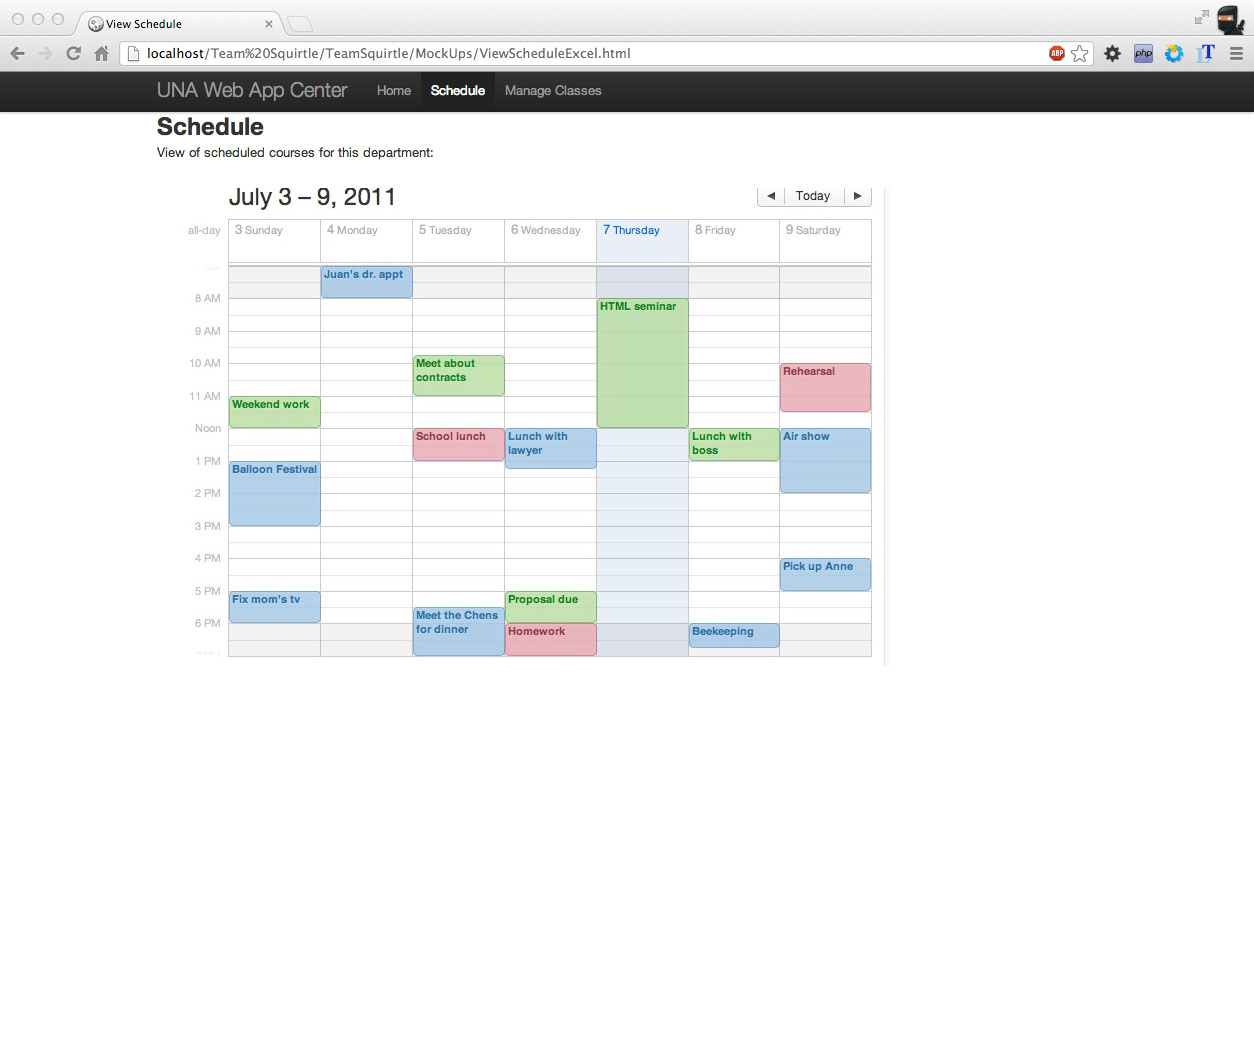 View Schedule
localhost/Team%20Squirtle/TeamSquirtle/MockUps/ViewScheduleExcel.html
ABP
php
T
UNA Web App Center Home Schedule Manage Classes
Schedule
View of scheduled courses for this department:
July 3 – 9, 2011
Today
all-day 3 Sunday 4 Monday 5 Tuesday 6 Wednesday 7 Thursday 8 Friday 9 Saturday
Juan's dr. appt
8 AM
HTML seminar
9 AM
10 AM
Meet about
contracts
Rehearsal
11 AM
Weekend work
Noon
School lunch
Lunch with
lawyer
Lunch with
boss
Air show
1 PM
Balloon Festival
2 PM
3 PM
4 PM
Pick up Anne
5 PM
Fix mom's tv
Proposal due
Meet the Chens
for dinner
6 PM
Homework
Beekeeping